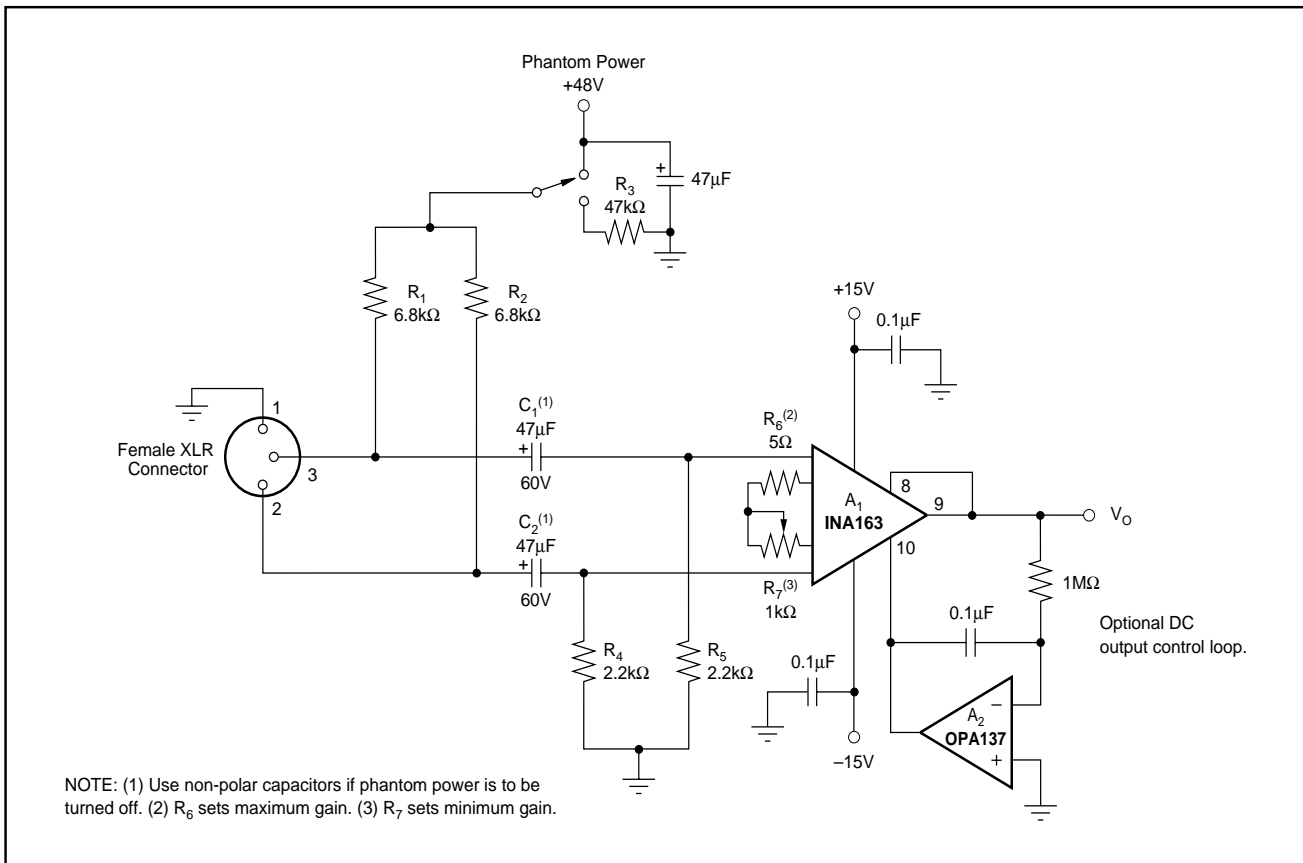 Phantom Power
+48V
+
47μF
R3
47kΩ
R1
6.8kΩ
R2
6.8kΩ
+15V
0.1μF
1
Female XLR
Connector
3
2
C1(1)
47μF
+
60V
C2(1)
47μF
+
60V
R6(2)
5Ω
A1
INA163
8
9
10
VO
R7(3)
1kΩ
1MΩ
0.1μF
Optional DC
output control loop.
R4
2.2kΩ
R5
2.2kΩ
0.1μF
–15V
–
A2
OPA137
+
NOTE: (1) Use non-polar capacitors if phantom power is to be
turned off. (2) R6 sets maximum gain. (3) R7 sets minimum gain.